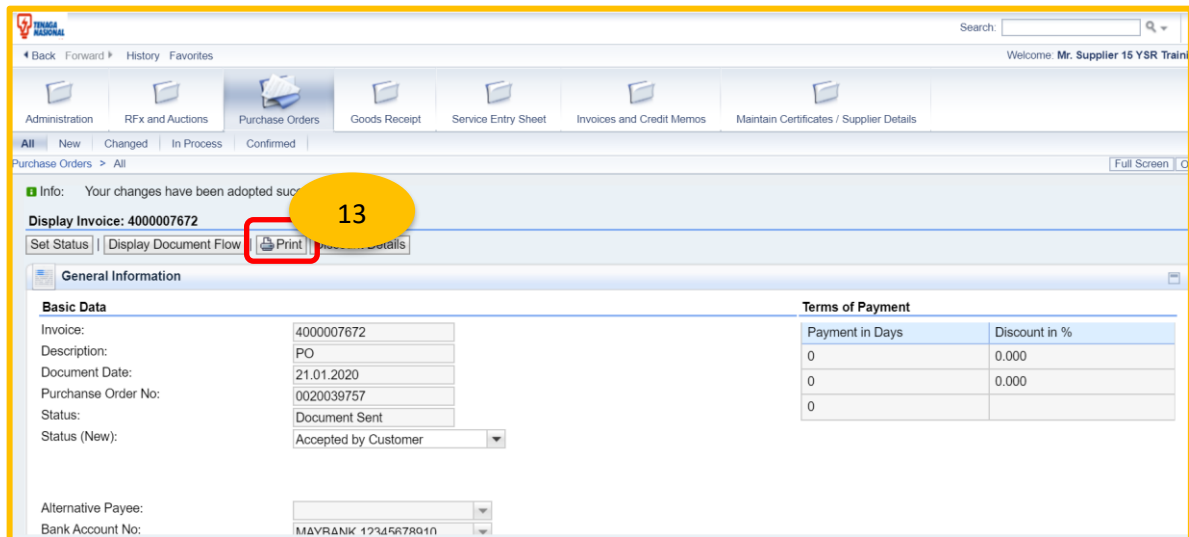 TENAGA
NASIONAL
Search:
Back Forward History Favorites
Welcome: Mr. Supplier 15 YSR Traini
Administration RFx and Auctions Purchase Orders Goods Receipt Service Entry Sheet Invoices and Credit Memos Maintain Certificates / Supplier Details
All New Changed In Process Confirmed
Purchase Orders > All
Full Screen
Info: Your changes have been adopted succ
13
Display Invoice: 4000007672
Set Status | Display Document Flow | Print Details
General Information
Basic Data
Terms of Payment
Invoice: 4000007672
Payment in Days Discount in %
Description: PO
0 0.000
Document Date: 21.01.2020
0 0.000
Purchanse Order No: 0020039757
0
Status: Document Sent
Status (New): Accepted by Customer
Alternative Payee:
Bank Account No: MAYBANK 12345678910